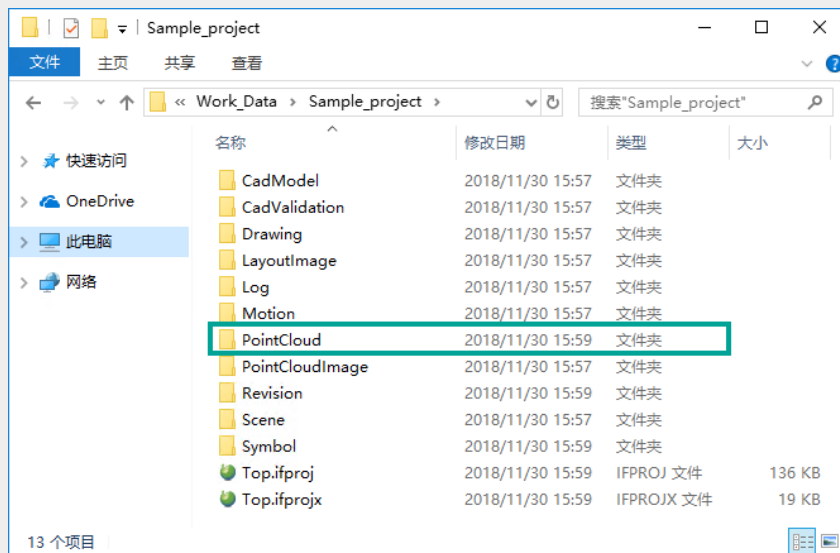 Sample_project
文件 主页 共享 查看
« Work_Data › Sample_project › 搜索"Sample_project"
名称 修改日期 类型 大小
快速访问
OneDrive
此电脑
网络
CadModel 2018/11/30 15:57 文件夹
CadValidation 2018/11/30 15:57 文件夹
Drawing 2018/11/30 15:57 文件夹
LayoutImage 2018/11/30 15:57 文件夹
Log 2018/11/30 15:57 文件夹
Motion 2018/11/30 15:57 文件夹
PointCloud 2018/11/30 15:59 文件夹
PointCloudImage 2018/11/30 15:57 文件夹
Revision 2018/11/30 15:59 文件夹
Scene 2018/11/30 15:57 文件夹
Symbol 2018/11/30 15:59 文件夹
Top.ifproj 2018/11/30 15:59 IFPROJ 文件 136 KB
Top.ifprojx 2018/11/30 15:59 IFPROJX 文件 19 KB
13 个项目